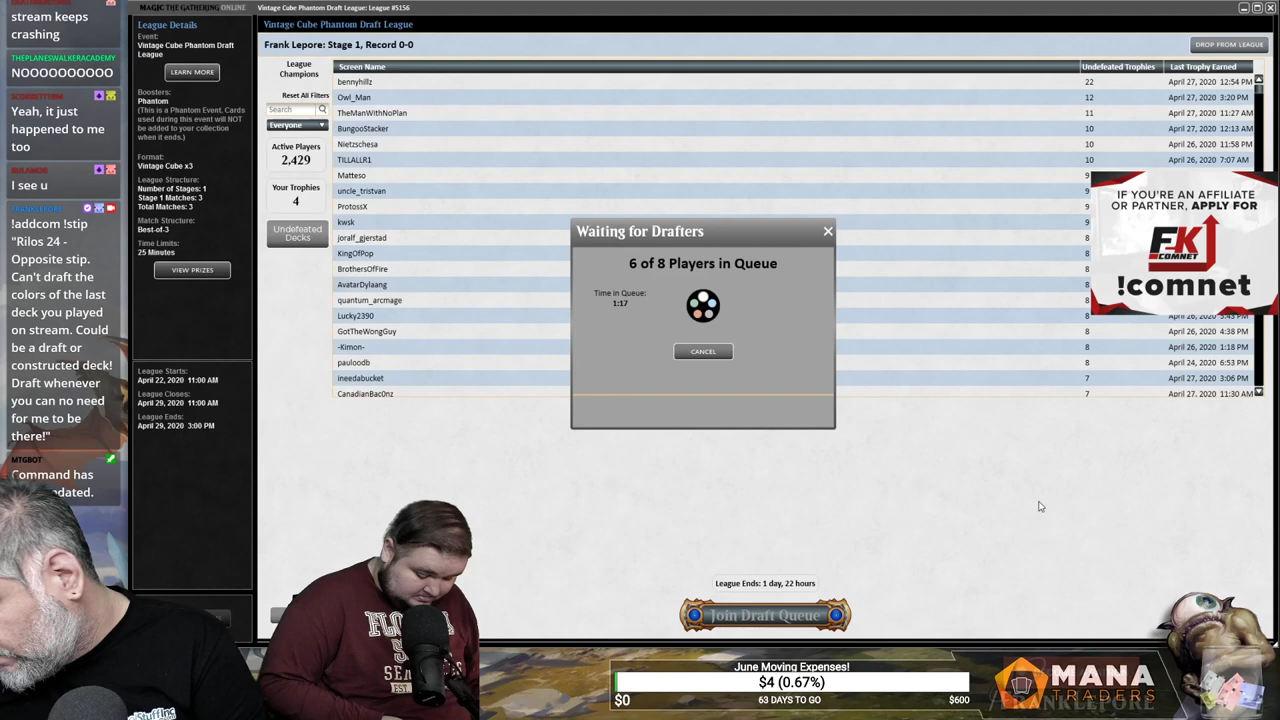 crashing
THEPLANESWALKERACADEMY
NOOOOOOOOOO
Yeah, it just
happened to me
too
I see u
FRANKLEPORE
!addcom !stip
"Rilos 24 -
Opposite stip.
Can't draft the
colors of the last
deck you played
on stream. Could
be a draft or
constructed deck!
Draft whenever
you can no need
for me to be
there!"
MTGBOT
Command has
MAGIC THE GATHERING ONLINE
Vintage Cube Phantom Draft League: League #5156
League Details
Event:
Vintage Cube Phantom Draft
League
LEARN MORE
Boosters:
Phantom
(This is a Phantom Event. Cards
used during this event will NOT
be added to your collection
when it ends.)
Format:
Vintage Cube x3
League Structure:
Number of Stages: 1
Stage 1 Matches: 3
Total Matches: 3
Match Structure:
Best-of-3
Time Limits:
25 Minutes
VIEW PRIZES
League Starts:
April 22, 2020 11:00 AM
League Closes:
April 29, 2020 11:00 AM
League Ends:
April 29, 2020 3:00 PM
Vintage Cube Phantom Draft League
Frank Lepore: Stage 1, Record 0-0
DROP FROM LEAGUE
League
Champions
Reset All Filters
Search
Everyone
Active Players
2,429
Your Trophies
4
Undefeated
Decks
Screen Name Undefeated Trophies Last Trophy Earned
bennyhillz 22 April 27, 2020 12:54 PM
Owl_Man 12 April 27, 2020 3:20 PM
TheManWithNoPlan 11 April 27, 2020 11:27 AM
BungooStacker 10 April 27, 2020 12:13 AM
Nietzschesa 10 April 26, 2020 11:58 PM
TILLALLR1 10 April 26, 2020 7:07 AM
Matteso 9
uncle_tristvan 9
ProtossX 9
kwsk 9
joralf_gjerstad 8
KingOfPop 8
BrothersOfFire 8
AvatarDylaang 8
quantum_arcmage 8
Lucky2390 8
GotTheWongGuy 8 April 26, 2020 4:38 PM
-Kimon- 8 April 26, 2020 1:18 PM
pauloodb 8 April 24, 2020 6:53 PM
ineedabucket 7 April 27, 2020 3:06 PM
CanadianBac0nz 7 April 27, 2020 11:30 AM
Waiting for Drafters
6 of 8 Players in Queue
Time in Queue:
1:17
CANCEL
IF YOU'RE AN AFFILIATE
OR PARTNER, APPLY FOR
COMNET
!comnet
League Ends: 1 day, 22 hours
Join Draft Queue
June Moving Expenses!
$4 (0.67%)
$0 63 DAYS TO GO $600
MANA
TRADERS
FRANKLEPORE